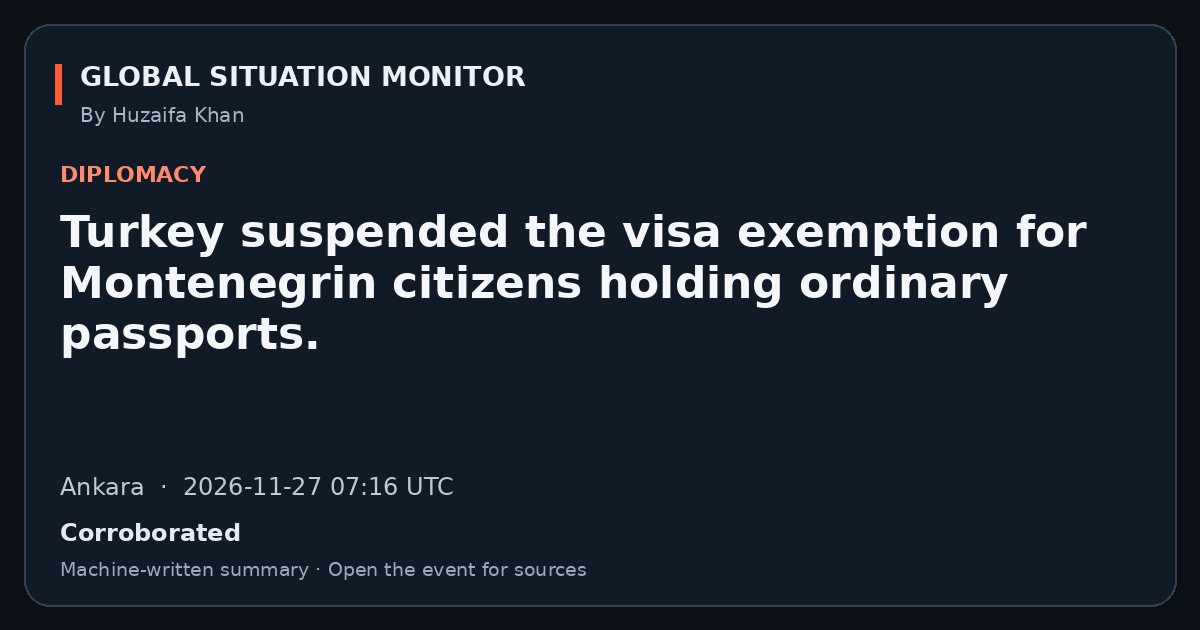 GLOBAL SITUATION MONITOR
By Huzaifa Khan
DIPLOMACY
Turkey suspended the visa exemption for
Montenegrin citizens holding ordinary
passports.
Ankara · 2026-11-27 07:16 UTC
Corroborated
Machine-written summary · Open the event for sources